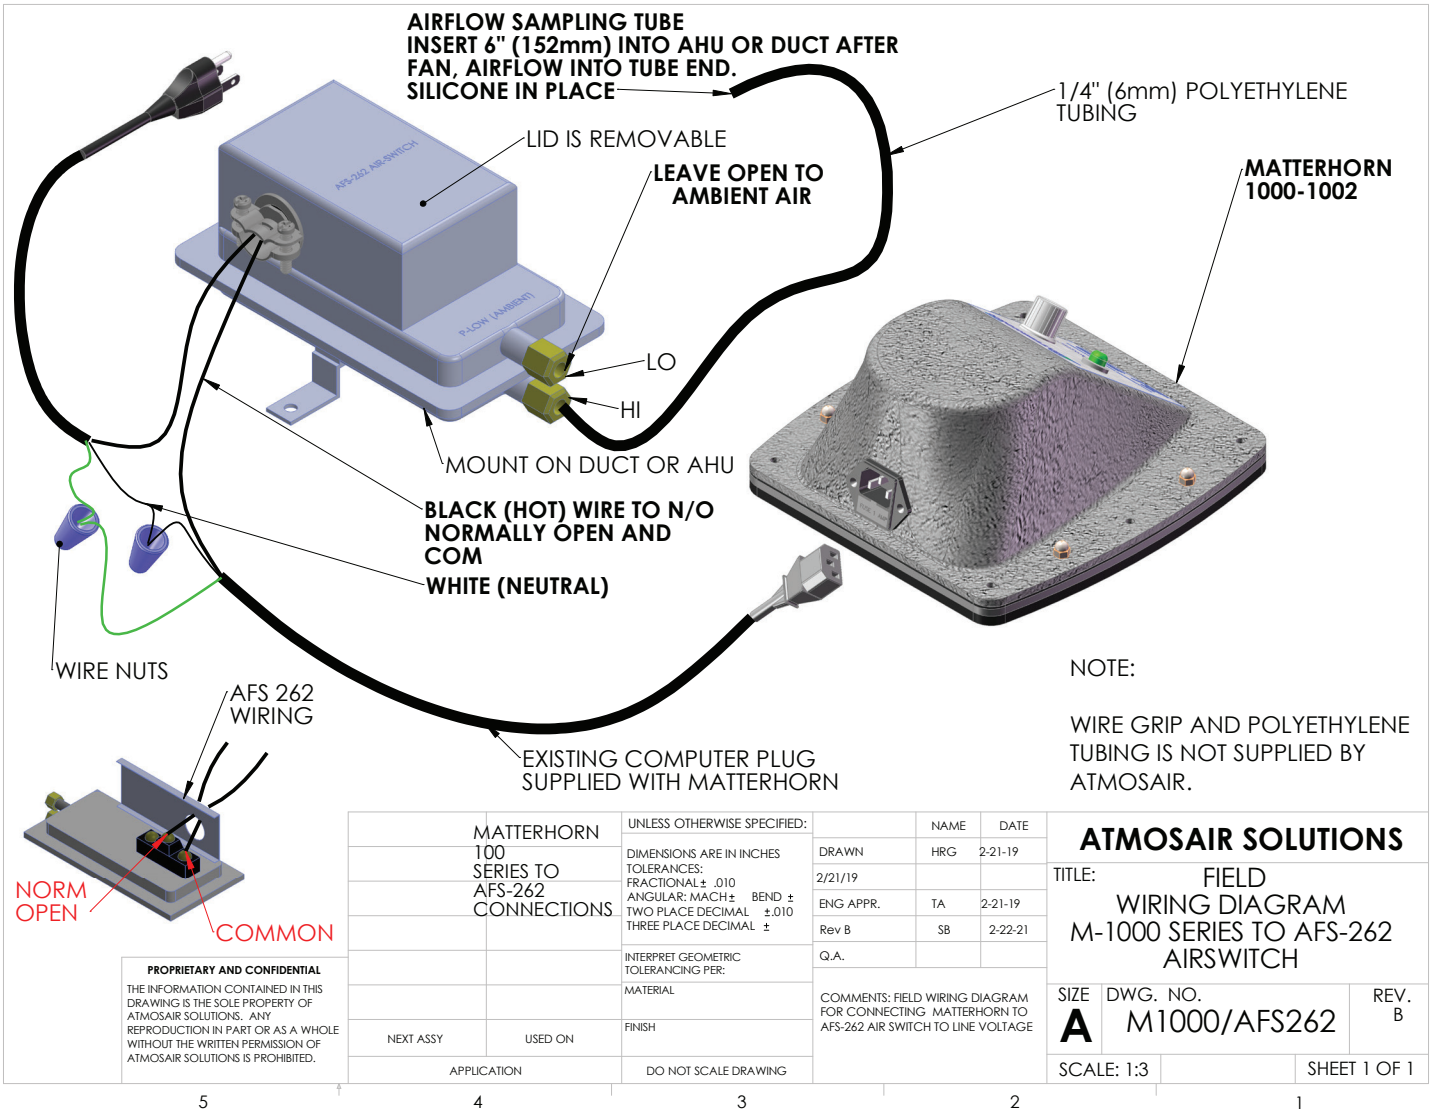 AIRFLOW SAMPLING TUBE
INSERT 6" (152mm) INTO AHU OR DUCT AFTER
FAN, AIRFLOW INTO TUBE END.
SILICONE IN PLACE
1/4" (6mm) POLYETHYLENE
TUBING
LID IS REMOVABLE
AFS-262 AIR-SWITCH
LEAVE OPEN TO
AMBIENT AIR
MATTERHORN
1000-1002
P-LOW (AMBIENT)
LO
HI
MOUNT ON DUCT OR AHU
BLACK (HOT) WIRE TO N/O
NORMALLY OPEN AND
COM
WHITE (NEUTRAL)
WIRE NUTS
AFS 262
WIRING
EXISTING COMPUTER PLUG
SUPPLIED WITH MATTERHORN
NOTE:
WIRE GRIP AND POLYETHYLENE
TUBING IS NOT SUPPLIED BY
ATMOSAIR.
NORM
OPEN
COMMON
PROPRIETARY AND CONFIDENTIAL
THE INFORMATION CONTAINED IN THIS
DRAWING IS THE SOLE PROPERTY OF
ATMOSAIR SOLUTIONS. ANY
REPRODUCTION IN PART OR AS A WHOLE
WITHOUT THE WRITTEN PERMISSION OF
ATMOSAIR SOLUTIONS IS PROHIBITED.
MATTERHORN
100
SERIES TO
AFS-262
CONNECTIONS
NEXT ASSY
USED ON
APPLICATION
UNLESS OTHERWISE SPECIFIED:
DIMENSIONS ARE IN INCHES
TOLERANCES:
FRACTIONAL ± .010
ANGULAR: MACH ± BEND ±
TWO PLACE DECIMAL ±.010
THREE PLACE DECIMAL ±
INTERPRET GEOMETRIC
TOLERANCING PER:
MATERIAL
FINISH
DO NOT SCALE DRAWING
NAME DATE
DRAWN HRG 2-21-19
2/21/19
ENG APPR. TA 2-21-19
Rev B SB 2-22-21
Q.A.
COMMENTS: FIELD WIRING DIAGRAM
FOR CONNECTING MATTERHORN TO
AFS-262 AIR SWITCH TO LINE VOLTAGE
ATMOSAIR SOLUTIONS
TITLE:
FIELD
WIRING DIAGRAM
M-1000 SERIES TO AFS-262
AIRSWITCH
SIZE
A
DWG. NO.
M1000/AFS262
REV.
B
SCALE: 1:3
SHEET 1 OF 1
5 4 3 2 1